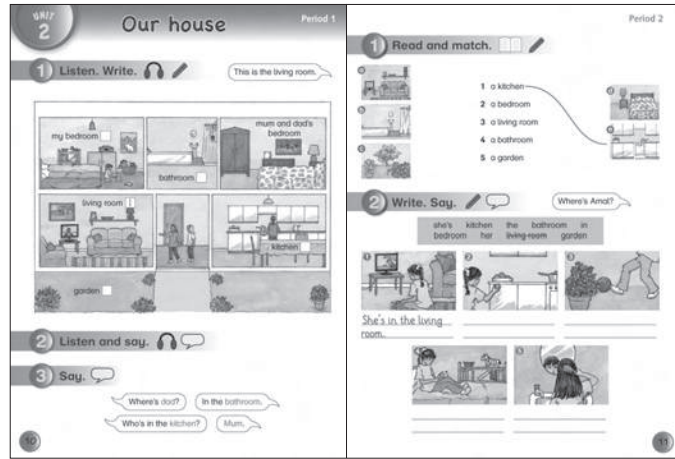 UNIT
2
Our house
Period 1
1 Listen. Write.
This is the living room.
my bedroom
bathroom
mum and dad's
bedroom
living room 1
kitchen
garden
2 Listen and say.
3 Say.
Where's dad?
In the bathroom.
Who's in the kitchen?
Mum.
10
Period 2
1 Read and match.
a
b
c
1 a kitchen
2 a bedroom
3 a living room
4 a bathroom
5 a garden
d
e
2 Write. Say.
Where's Amal?
she's kitchen the bathroom in
bedroom her living room garden
1
2
3
She's in the living
room.
5
11